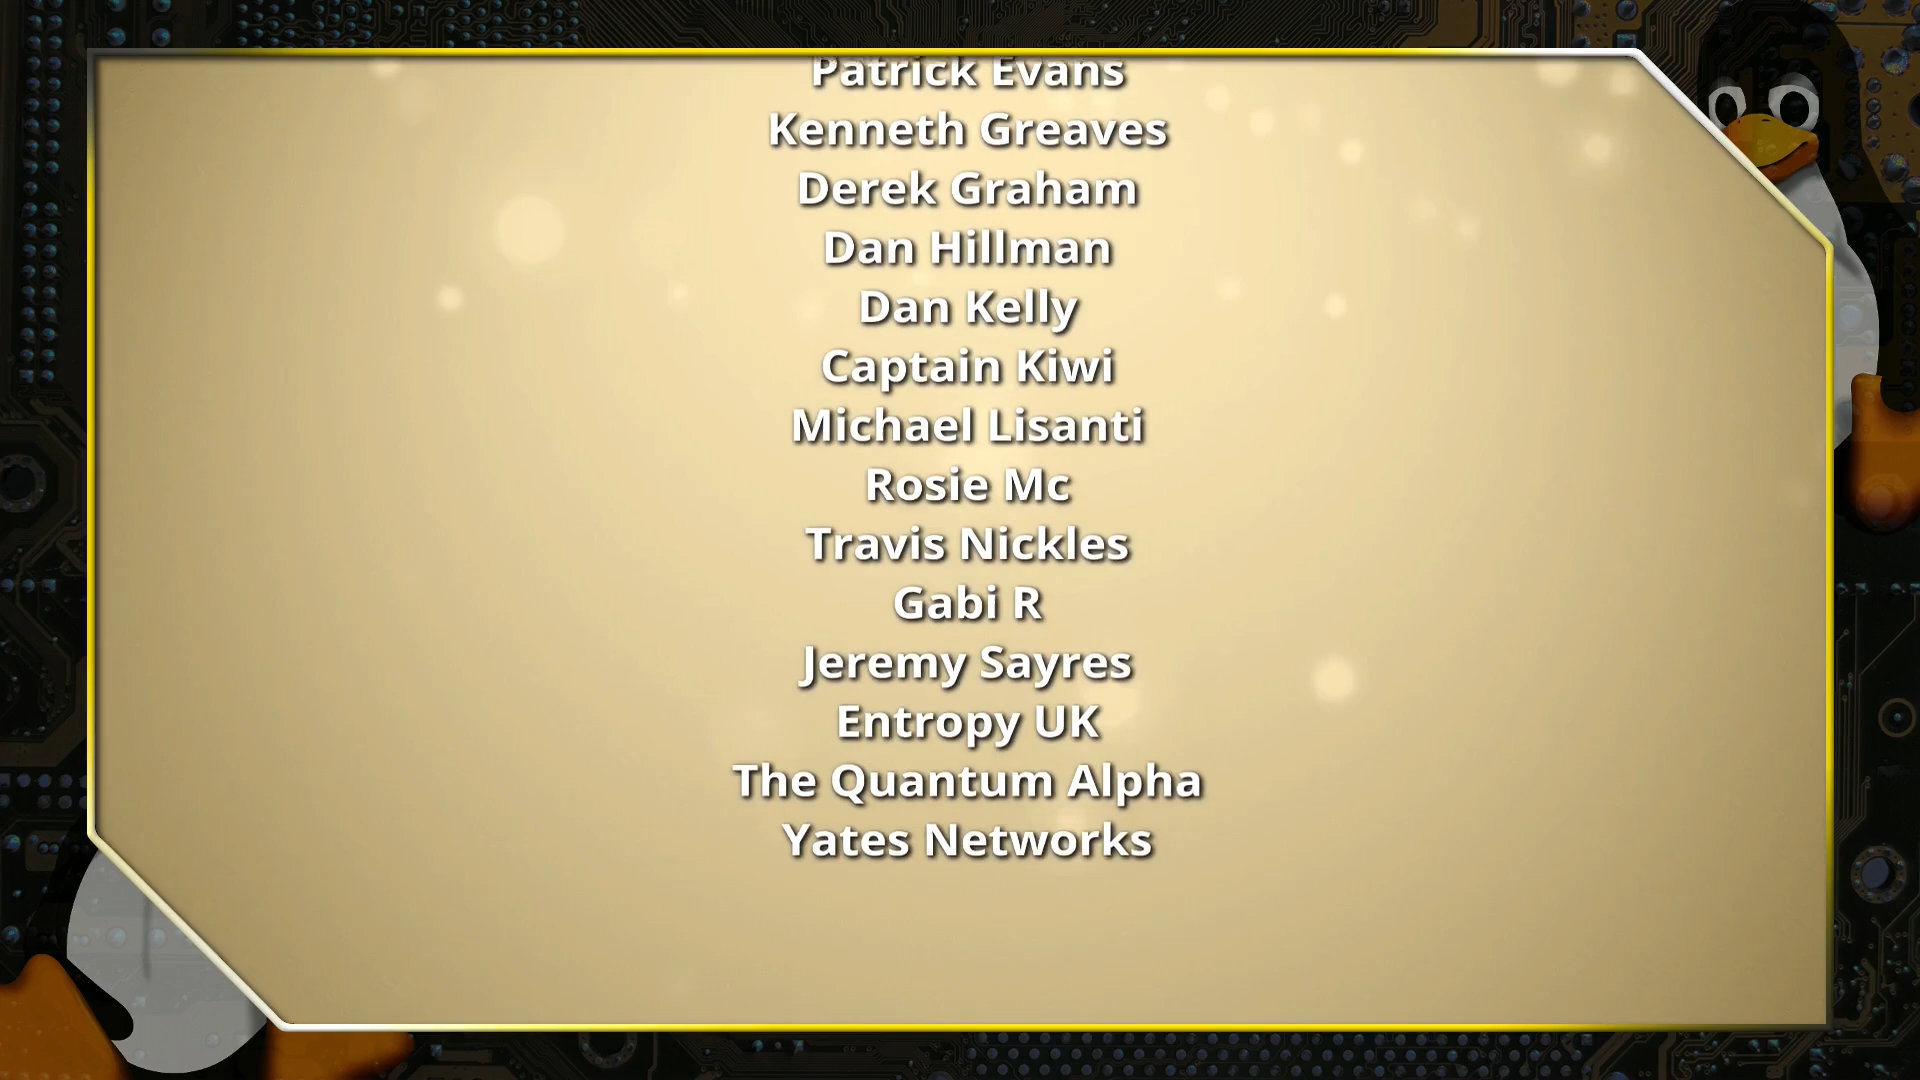 Patrick Evans
Kenneth Greaves
Derek Graham
Dan Hillman
Dan Kelly
Captain Kiwi
Michael Lisanti
Rosie Mc
Travis Nickles
Gabi R
Jeremy Sayres
Entropy UK
The Quantum Alpha
Yates Networks